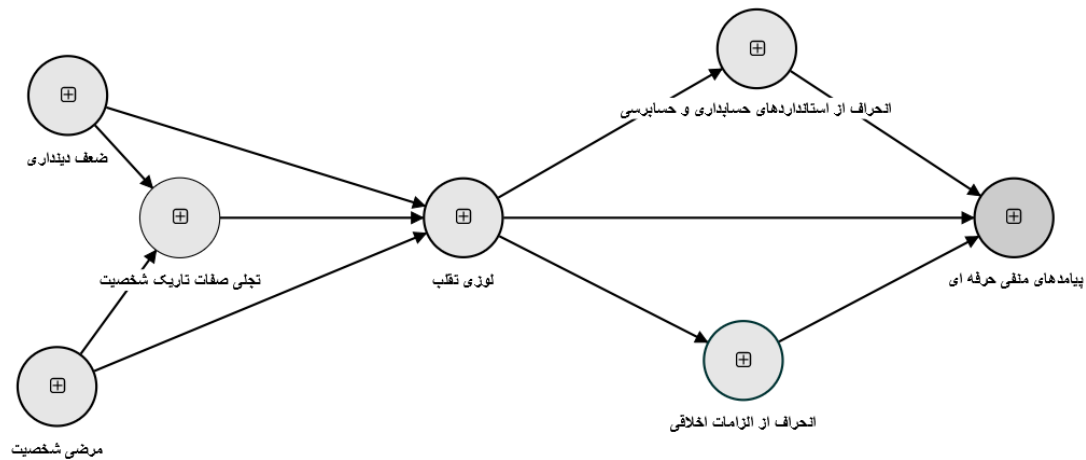 انحراف از استانداردهای حسابداری و حسابرسی
ضعف دینداری
تجلی صفات تاریک شخصیت
لوزی تقلب
پیامدهای منفی حرفه ای
انحراف از الزامات اخلاقی
مرضی شخصیت